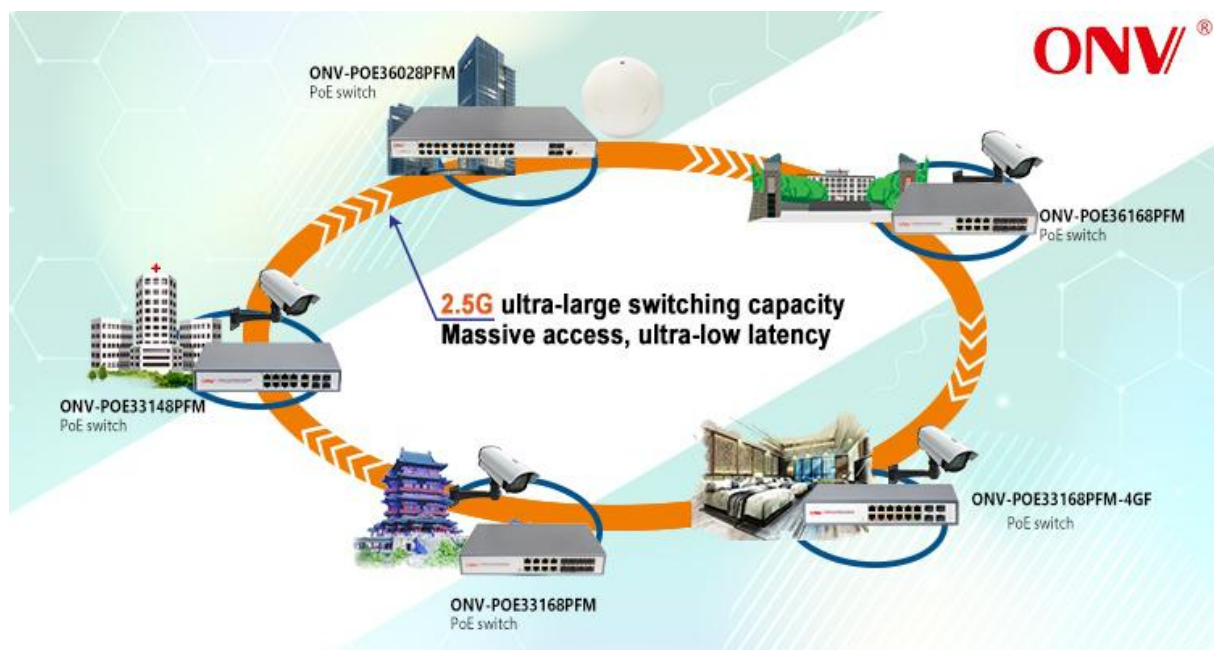 ONV®
ONV-POE36028PFM
PoE switch
ONV-POE36168PFM
PoE switch
2.5G ultra-large switching capacity
Massive access, ultra-low latency
ONV-POE33148PFM
PoE switch
ONV-POE33168PFM-4GF
PoE switch
ONV-POE33168PFM
PoE switch